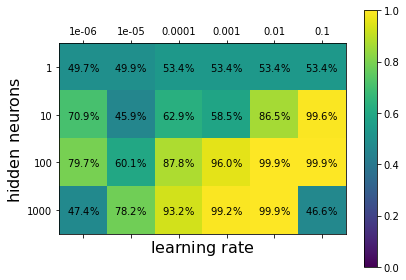 1e-06 1e-05 0.0001 0.001 0.01 0.1
1 49.7% 49.9% 53.4% 53.4% 53.4% 53.4%
10 70.9% 45.9% 62.9% 58.5% 86.5% 99.6%
100 79.7% 60.1% 87.8% 96.0% 99.9% 99.9%
1000 47.4% 78.2% 93.2% 99.2% 99.9% 46.6%
hidden neurons
learning rate
1.0
0.8
0.6
0.4
0.2
0.0